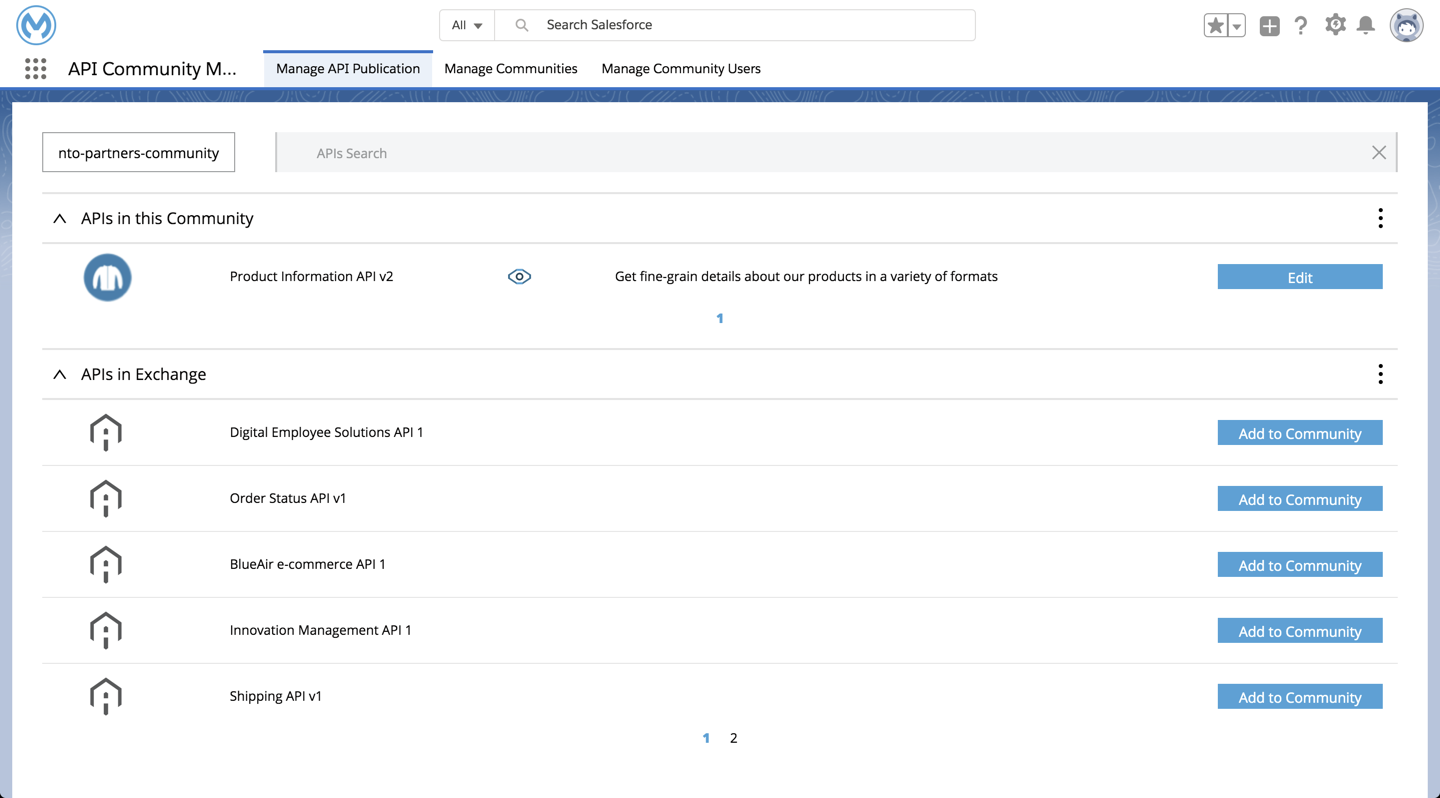 All
Search Salesforce
API Community M...
Manage API Publication
Manage Communities
Manage Community Users
nto-partners-community
APIs Search
APIs in this Community
Product Information API v2
Get fine-grain details about our products in a variety of formats
Edit
1
APIs in Exchange
Digital Employee Solutions API 1
Add to Community
Order Status API v1
Add to Community
BlueAir e-commerce API 1
Add to Community
Innovation Management API 1
Add to Community
Shipping API v1
Add to Community
1 2